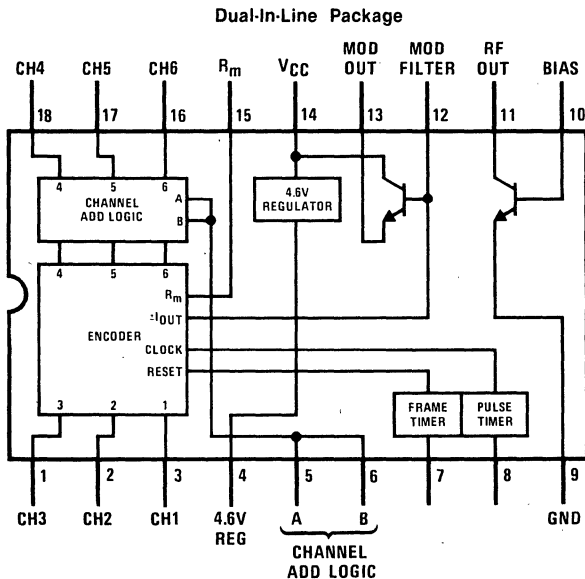 Dual-In-Line Package
MOD MOD RF
CH4 CH5 CH6 Rm VCC OUT FILTER OUT BIAS
18 17 16 15 14 13 12 11 10
4 5 6 A
CHANNEL
ADD LOGIC
B
4.6V
REGULATOR
4 5 6
Rm
-IOUT
ENCODER
CLOCK
RESET
3 2 1
FRAME
TIMER
PULSE
TIMER
1 2 3 4 5 6 7 8 9
CH3 CH2 CH1 4.6V A B GND
REG
CHANNEL
ADD LOGIC